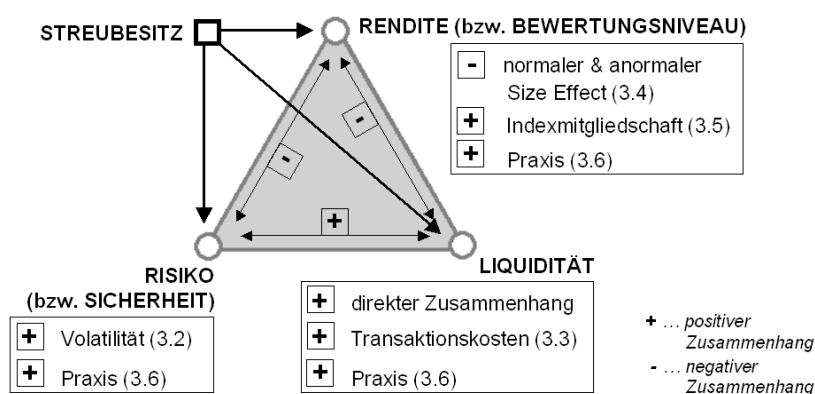 STREUBESITZ
RENDITE (bzw. BEWERTUNGSNIVEAU)
- normaler & anormaler
Size Effect (3.4)
+ Indexmitgliedschaft (3.5)
+ Praxis (3.6)
-
-
+
RISIKO
(bzw. SICHERHEIT)
+ Volatilität (3.2)
+ Praxis (3.6)
LIQUIDITÄT
+ direkter Zusammenhang
+ Transaktionskosten (3.3)
+ Praxis (3.6)
+ ... positiver
Zusammenhang
- ... negativer
Zusammenhang